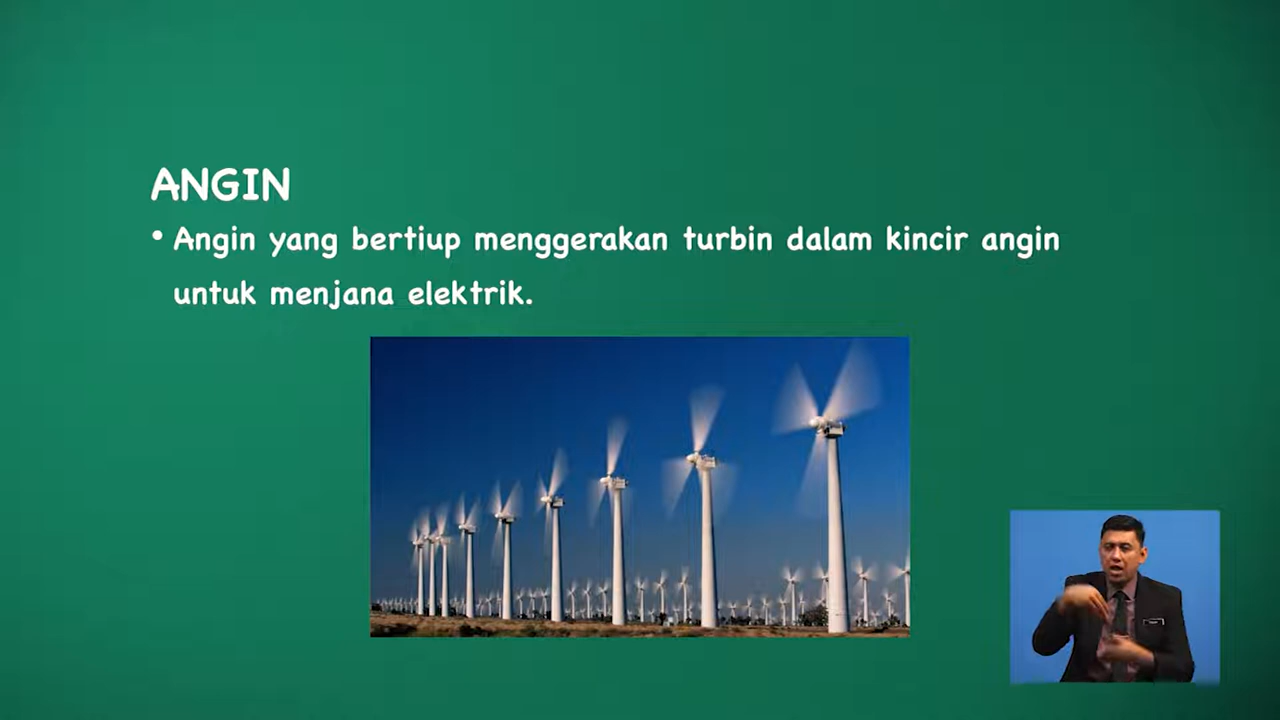 ANGIN
• Angin yang bertiup menggerakan turbin dalam kincir angin
untuk menjana elektrik.